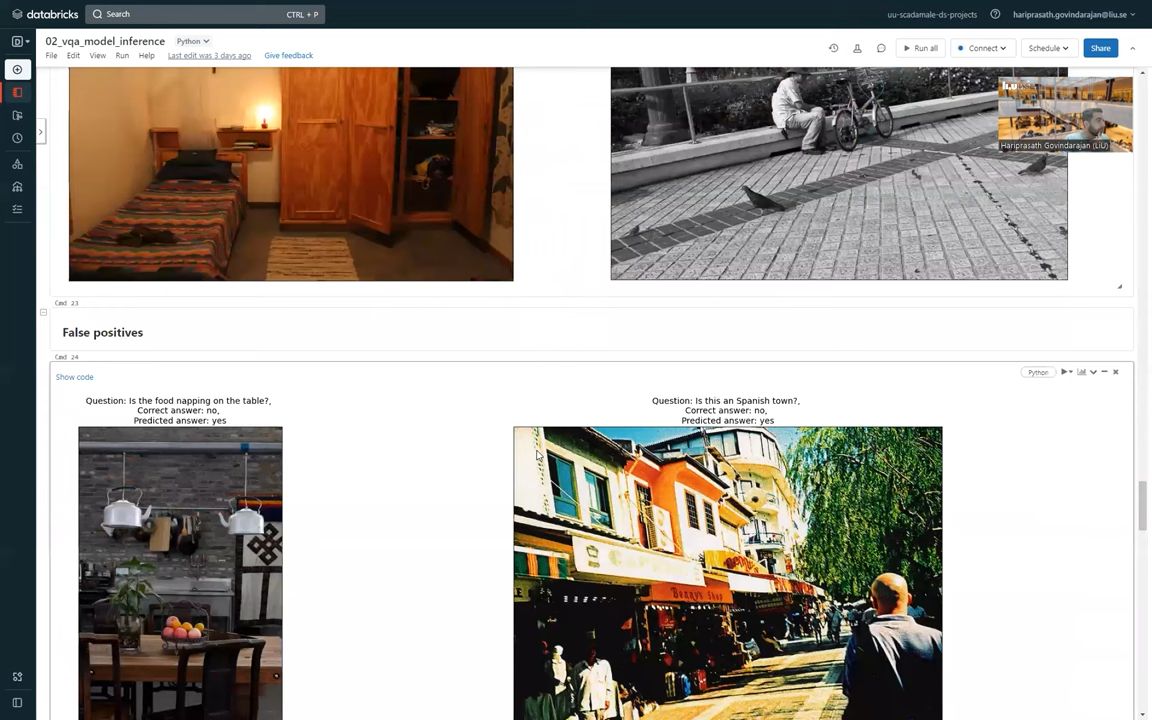 databricks
Search
CTRL + P
uu-scadamale-ds-projects
hariprasath.govindarajan@liu.se
D
02_vqa_model_inference
Python
File
Edit
View
Run
Help
Last edit was 3 days ago
Give feedback
Run all
Connect
Schedule
Share
Hariprasath Govindarajan (LiU)
Cmd 23
False positives
Cmd 24
Show code
Python
Question: Is the food napping on the table?,
Correct answer: no,
Predicted answer: yes
Question: Is this an Spanish town?,
Correct answer: no,
Predicted answer: yes
Benny's Shop